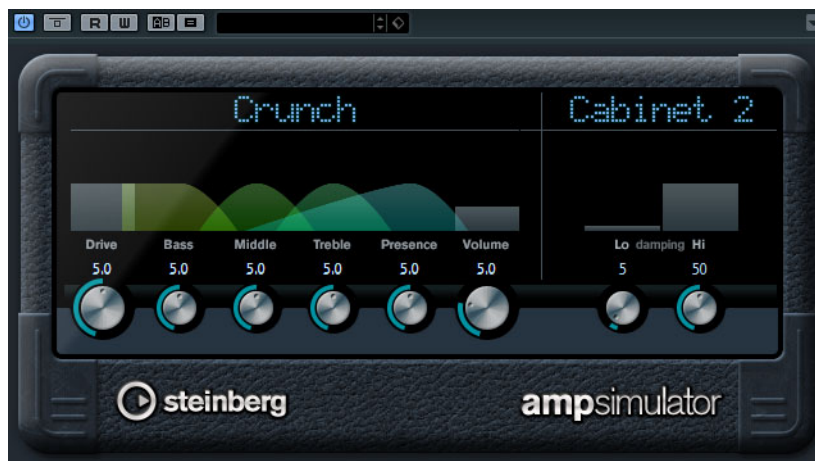 R W A B
Crunch Cabinet 2
Drive Bass Middle Treble Presence Volume Lo damping Hi
5.0 5.0 5.0 5.0 5.0 5.0 5 50
steinberg ampsimulator